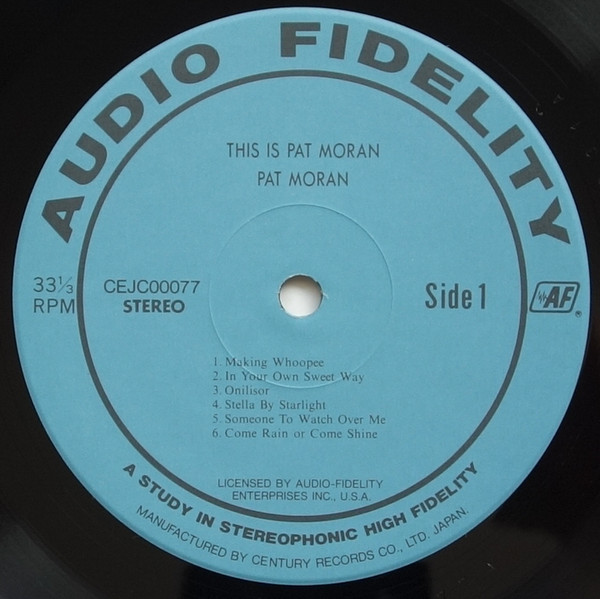 AUDIO FIDELITY
THIS IS PAT MORAN
PAT MORAN
33⅓
RPM
CEJC00077
STEREO
Side 1
AF
®
1. Making Whoopee
2. In Your Own Sweet Way
3. Onilisor
4. Stella By Starlight
5. Someone To Watch Over Me
6. Come Rain or Come Shine
LICENSED BY AUDIO-FIDELITY
ENTERPRISES INC., U.S.A.
A STUDY IN STEREOPHONIC HIGH FIDELITY
MANUFACTURED BY CENTURY RECORDS CO., LTD. JAPAN.